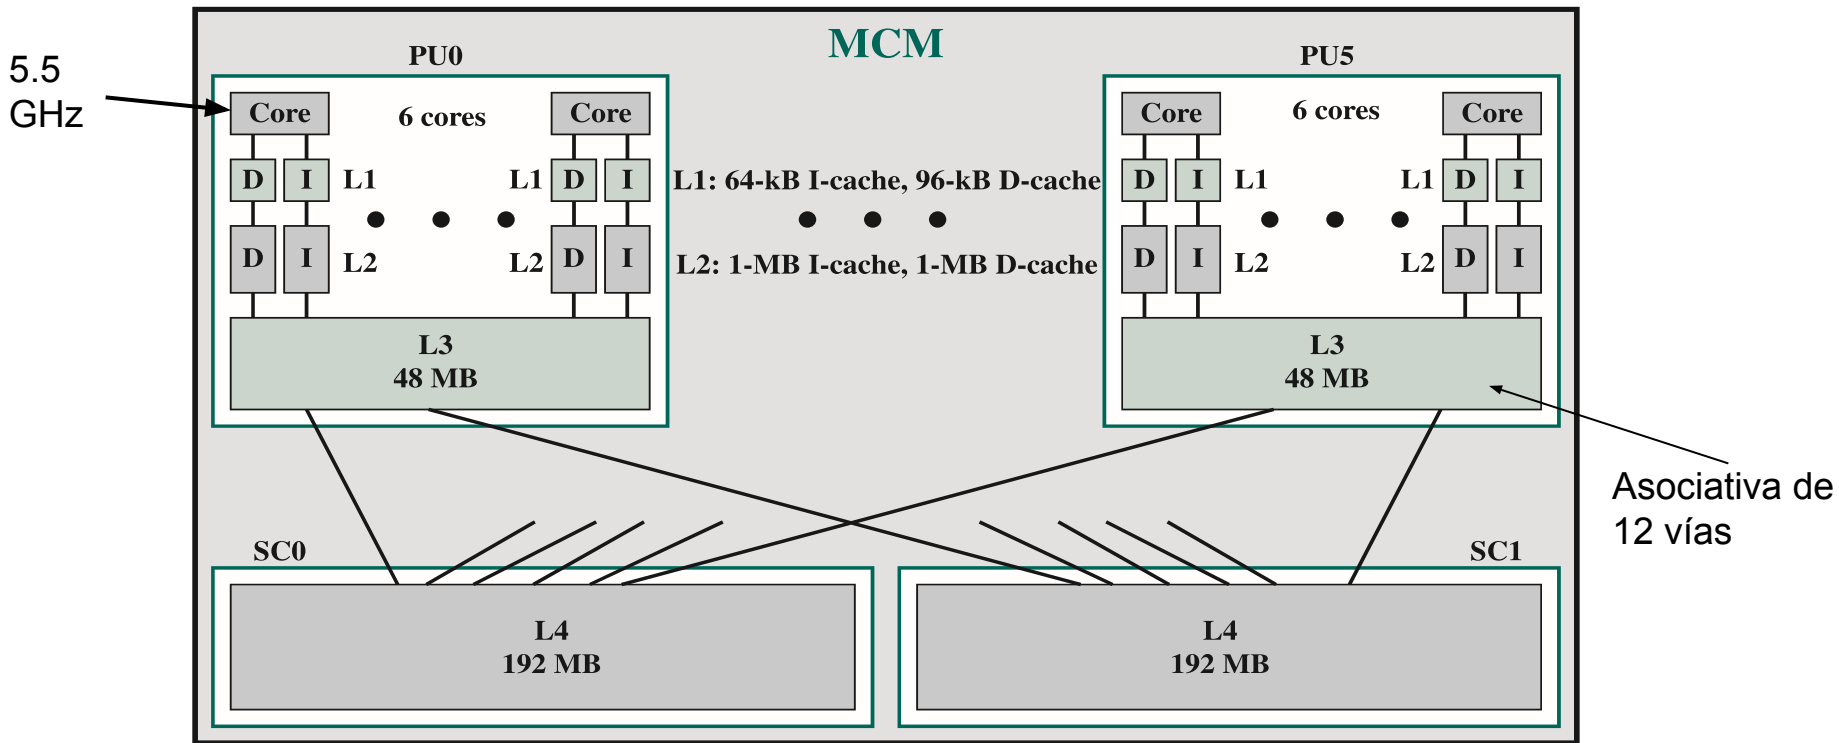 MCM
PU0
PU5
5.5
GHz
Core
6 cores
Core
Core
6 cores
Core
D I L1
L1 D I
L1: 64-kB I-cache, 96-kB D-cache
D I L1
L1 D I
D I L2
L2 D I
L2: 1-MB I-cache, 1-MB D-cache
D I L2
L2 D I
L3
48 MB
L3
48 MB
Asociativa de
12 vías
SC0
SC1
L4
192 MB
L4
192 MB